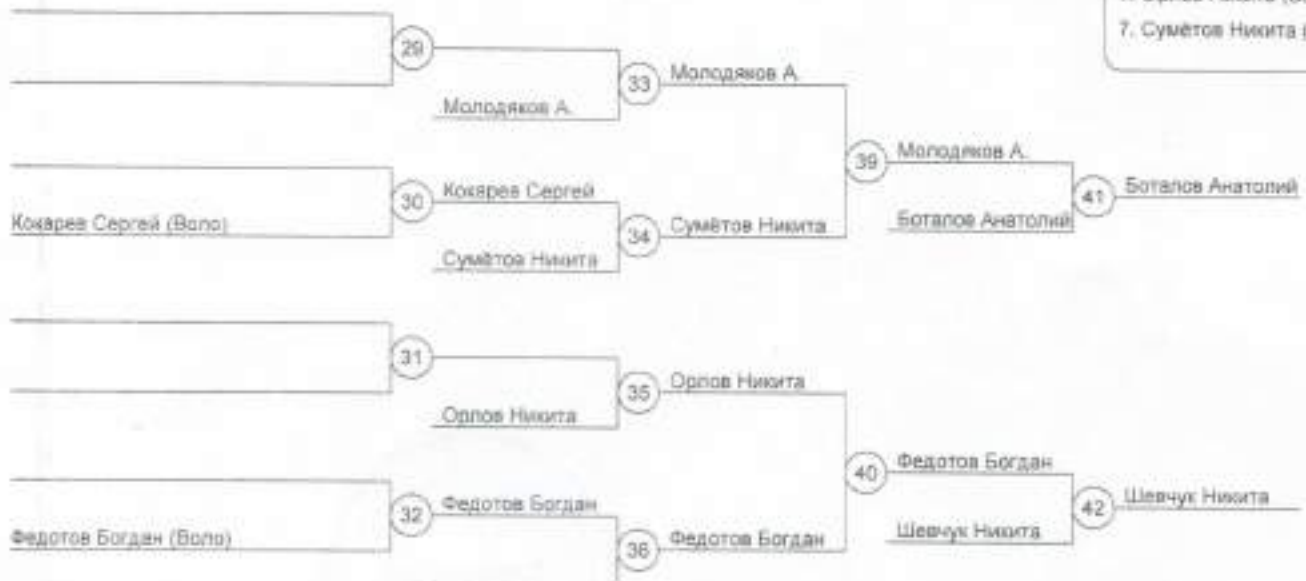 7. Сумётов Никита
29
33
Молодяков А.
Молодяков А.
39
Молодяков А.
30
Кокарев Сергей
41
Боталов Анатолий
Кокарев Сергей (Воло)
34
Сумётов Никита
Боталов Анатолий
Сумётов Никита
31
35
Орлов Никита
Орлов Никита
40
Федотов Богдан
32
Федотов Богдан
42
Шевчук Никита
Федотов Богдан (Воло)
36
Федотов Богдан
Шевчук Никита